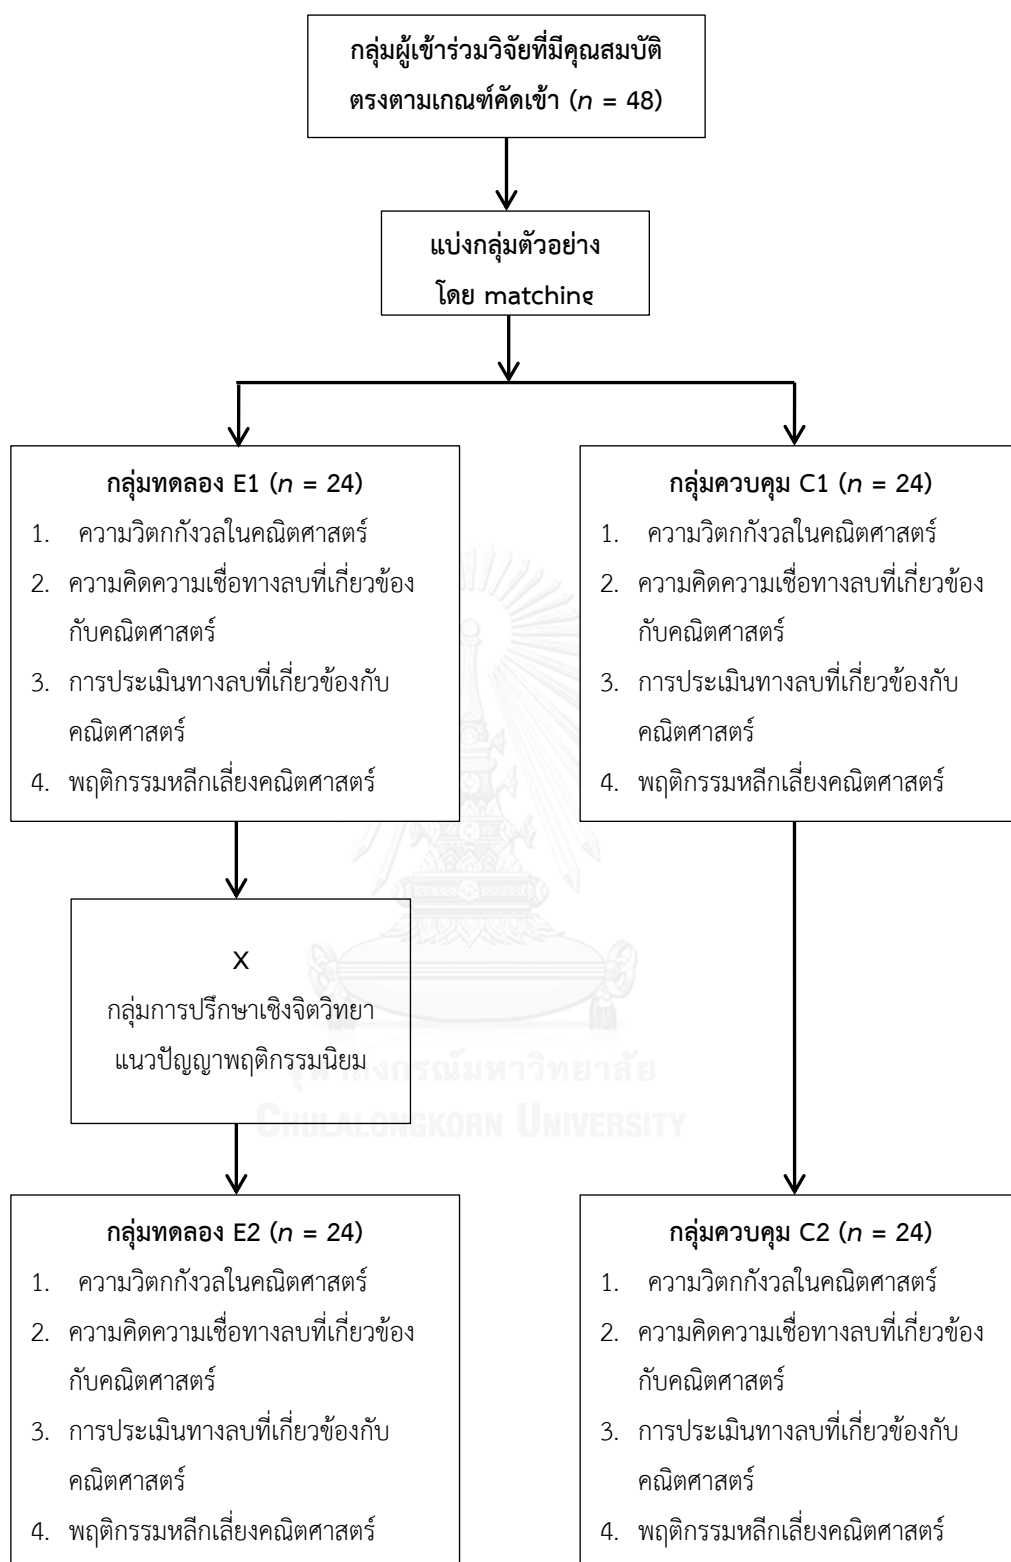 กลุ่มผู้เข้าร่วมวิจัยที่มีคุณสมบัติ
ตรงตามเกณฑ์คัดเข้า (n = 48)
แบ่งกลุ่มตัวอย่าง
โดย matching
กลุ่มทดลอง E1 (n = 24)
1. ความวิตกกังวลในคณิตศาสตร์
2. ความคิดความเชื่อทางลบที่เกี่ยวข้อง
กับคณิตศาสตร์
3. การประเมินทางลบที่เกี่ยวข้องกับ
คณิตศาสตร์
4. พฤติกรรมหลีกเลี่ยงคณิตศาสตร์
กลุ่มควบคุม C1 (n = 24)
1. ความวิตกกังวลในคณิตศาสตร์
2. ความคิดความเชื่อทางลบที่เกี่ยวข้อง
กับคณิตศาสตร์
3. การประเมินทางลบที่เกี่ยวข้องกับ
คณิตศาสตร์
4. พฤติกรรมหลีกเลี่ยงคณิตศาสตร์
X
กลุ่มการปรึกษาเชิงจิตวิทยา
แนวปัญญาพฤติกรรมนิยม
จุฬาลงกรณ์มหาวิทยาลัย
CHULALONGKORN UNIVERSITY
กลุ่มทดลอง E2 (n = 24)
1. ความวิตกกังวลในคณิตศาสตร์
2. ความคิดความเชื่อทางลบที่เกี่ยวข้อง
กับคณิตศาสตร์
3. การประเมินทางลบที่เกี่ยวข้องกับ
คณิตศาสตร์
4. พฤติกรรมหลีกเลี่ยงคณิตศาสตร์
กลุ่มควบคุม C2 (n = 24)
1. ความวิตกกังวลในคณิตศาสตร์
2. ความคิดความเชื่อทางลบที่เกี่ยวข้อง
กับคณิตศาสตร์
3. การประเมินทางลบที่เกี่ยวข้องกับ
คณิตศาสตร์
4. พฤติกรรมหลีกเลี่ยงคณิตศาสตร์